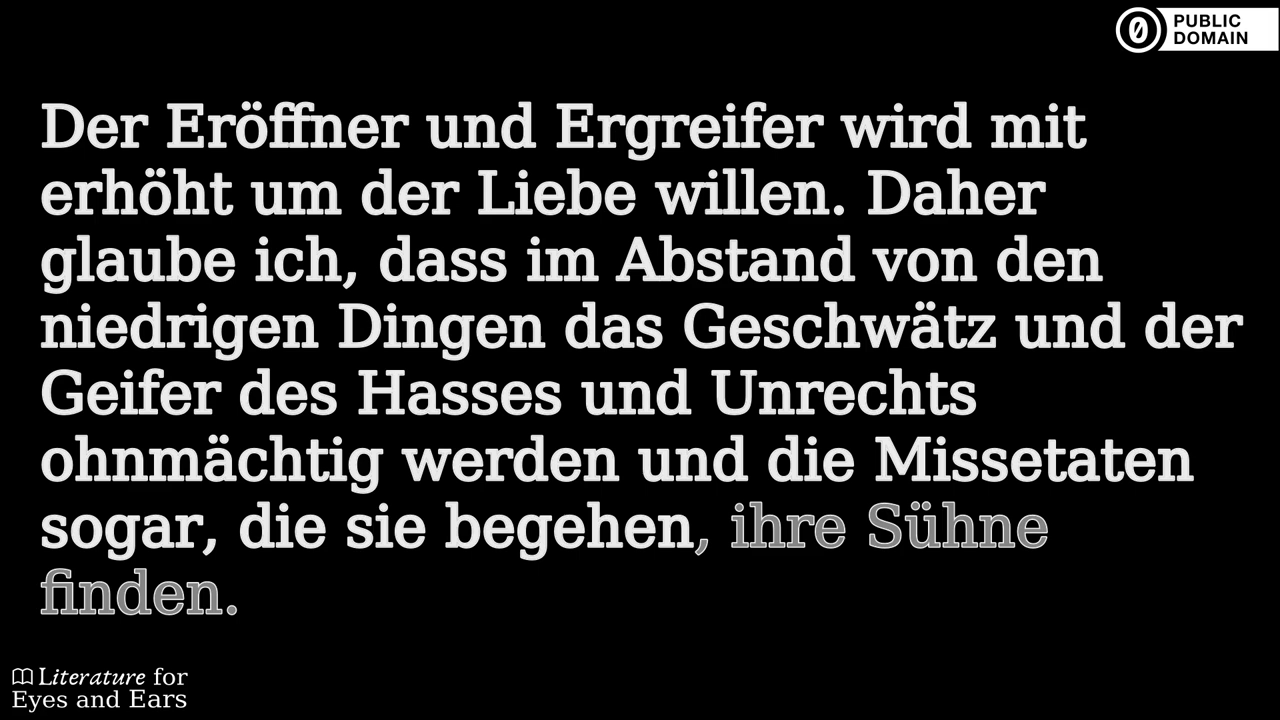 PUBLIC
DOMAIN
Der Eröffner und Ergreifer wird mit
erhöht um der Liebe willen. Daher
glaube ich, dass im Abstand von den
niedrigen Dingen das Geschwätz und der
Geifer des Hasses und Unrechts
ohnmächtig werden und die Missetaten
sogar, die sie begehen, ihre Sühne
finden.
Literature for
Eyes and Ears